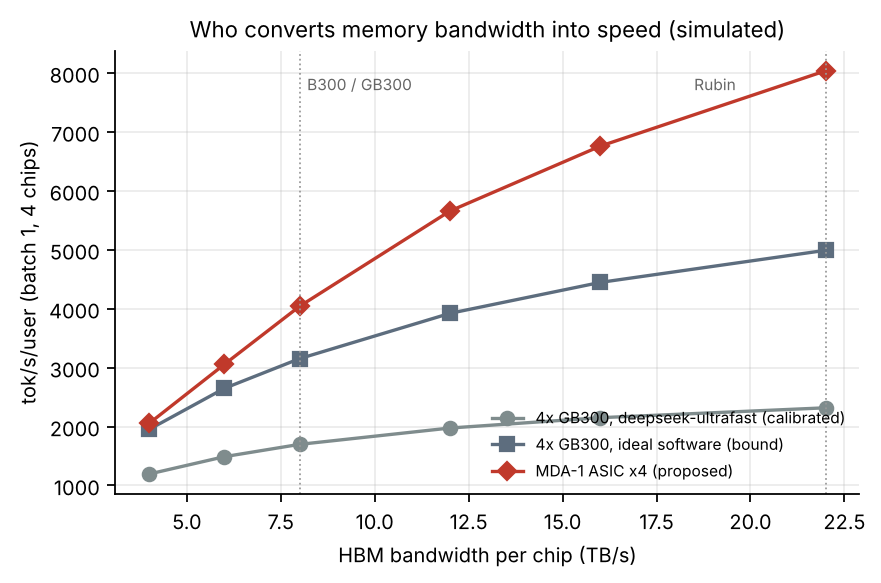 Who converts memory bandwidth into speed (simulated)
8000
7000
6000
5000
4000
3000
2000
1000
tok/s/user (batch 1, 4 chips)
B300 / GB300
Rubin
4x GB300, deepseek-ultrafast (calibrated)
4x GB300, ideal software (bound)
MDA-1 ASIC x4 (proposed)
5.0 7.5 10.0 12.5 15.0 17.5 20.0 22.5
HBM bandwidth per chip (TB/s)